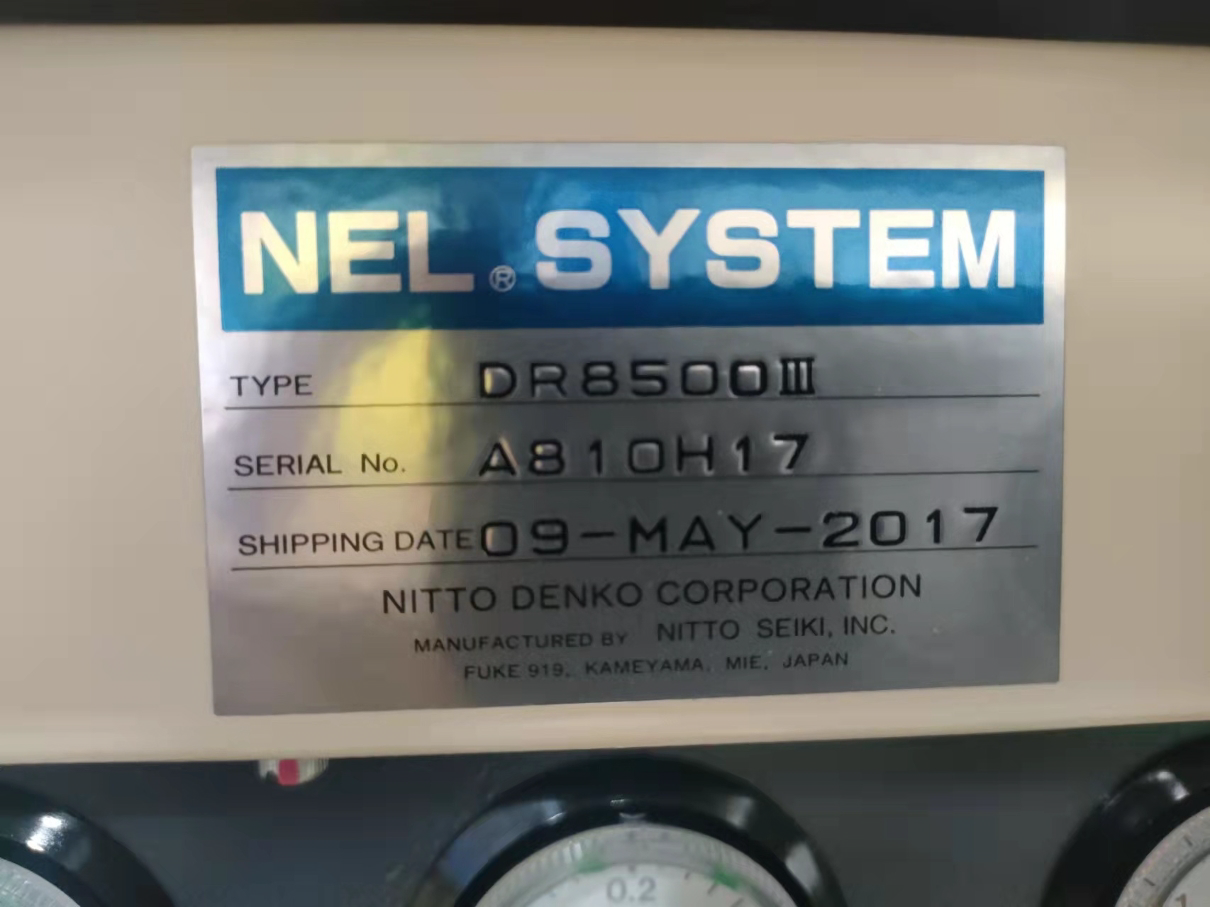 NEL® SYSTEM
TYPE DR8500Ⅲ
SERIAL No. A810H17
SHIPPING DATE 09-MAY-2017
NITTO DENKO CORPORATION
MANUFACTURED BY NITTO SEIKI, INC.
FUKE 919, KAMEYAMA, MIE, JAPAN
0.2
1